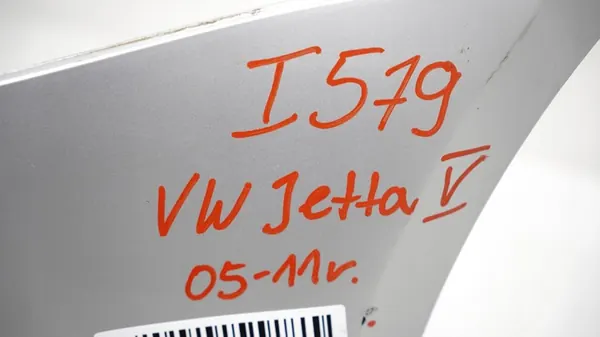 I579
VW Jetta V
05-11r.